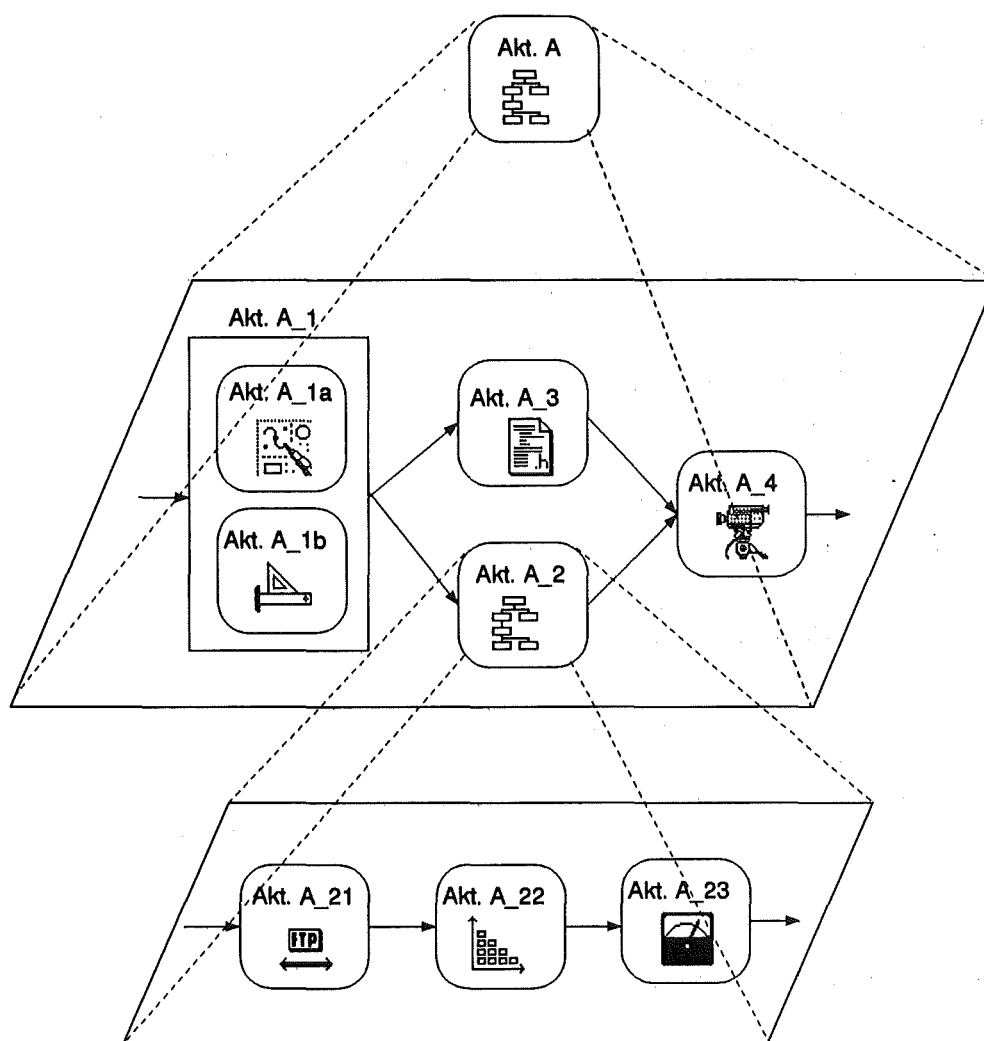 Akt. A
Akt. A_1
Akt. A_1a
Akt. A_3
.h
Akt. A_4
Akt. A_1b
Akt. A_2
Akt. A_21
Akt. A_22
Akt. A_23
FTP